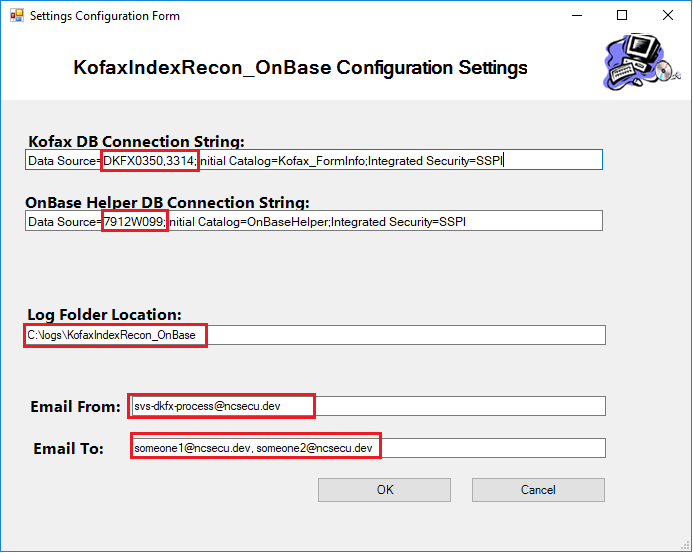 Settings Configuration Form
KofaxIndexRecon_OnBase Configuration Settings
Kofax DB Connection String:
Data Source=DKFX0350,3314;Initial Catalog=Kofax_FormInfo;Integrated Security=SSPI
OnBase Helper DB Connection String:
Data Source=7912W099;Initial Catalog=OnBaseHelper;Integrated Security=SSPI
Log Folder Location:
C:\logs\KofaxIndexRecon_OnBase
Email From: svs-dkfx-process@ncsecu.dev
Email To: someone1@ncsecu.dev, someone2@ncsecu.dev
OK Cancel